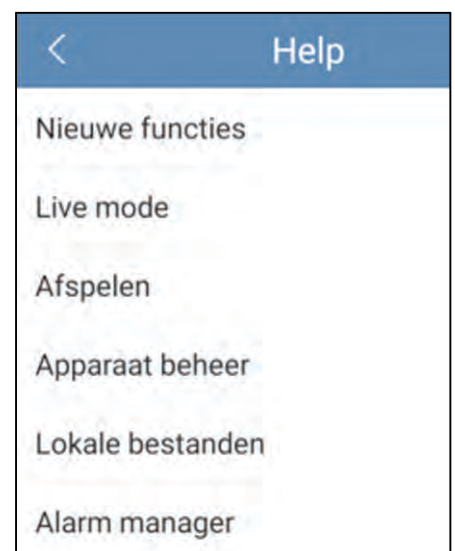 Help
Nieuwe functies
Live mode
Afspelen
Apparaat beheer
Lokale bestanden
Alarm manager